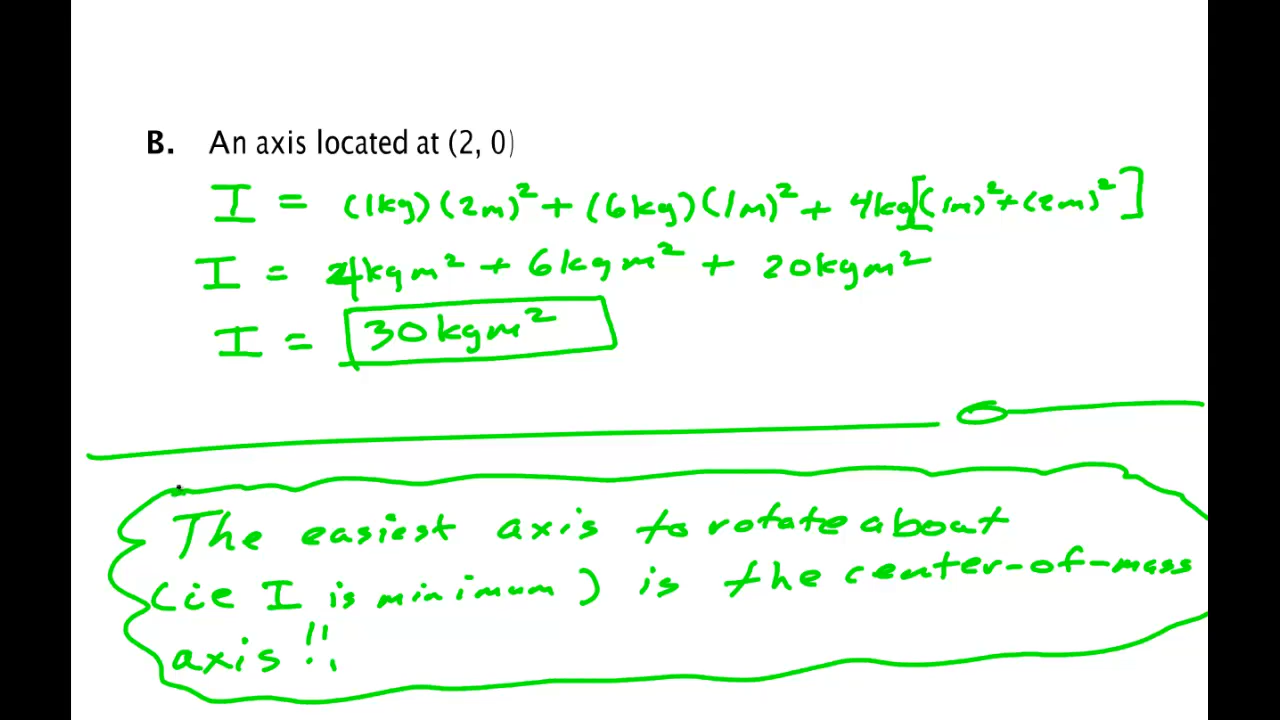 B. An axis located at (2, 0)
I = (1kg)(2m)² + (6kg)(1m)² + 4kg[(1m)² + (2m)²]
I = 4kgm² + 6kgm² + 20kgm²
I = 30kgm²
The easiest axis to rotate about
(ie I is minimum) is the center-of-mass
axis!!